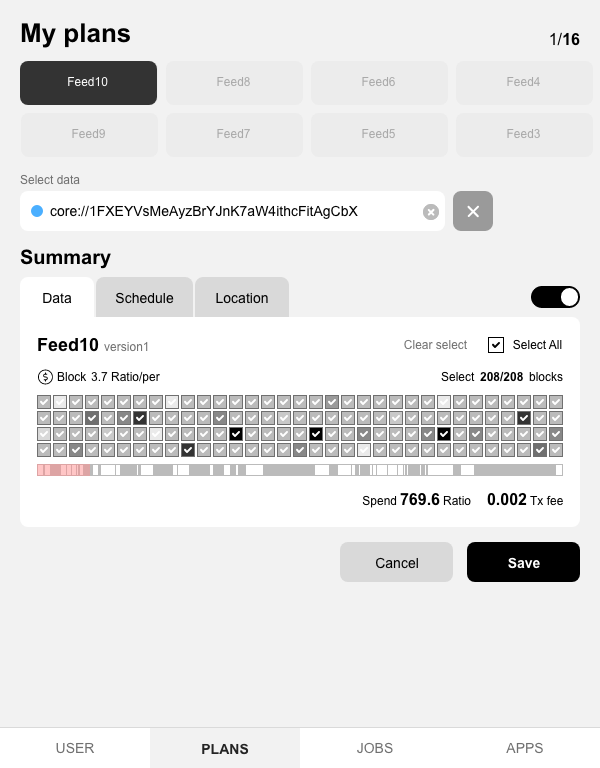 My plans
1/16
Feed10
Feed8
Feed6
Feed4
Feed9
Feed7
Feed5
Feed3
Select data
core://1FXEYVsMeAyzBrYJnK7aW4ithcFitAgCbX
Summary
Data
Schedule
Location
Feed10 version1
Clear select
Select All
Block 3.7 Ratio/per
Select 208/208 blocks
Spend 769.6 Ratio 0.002 Tx fee
Cancel
Save
USER
PLANS
JOBS
APPS